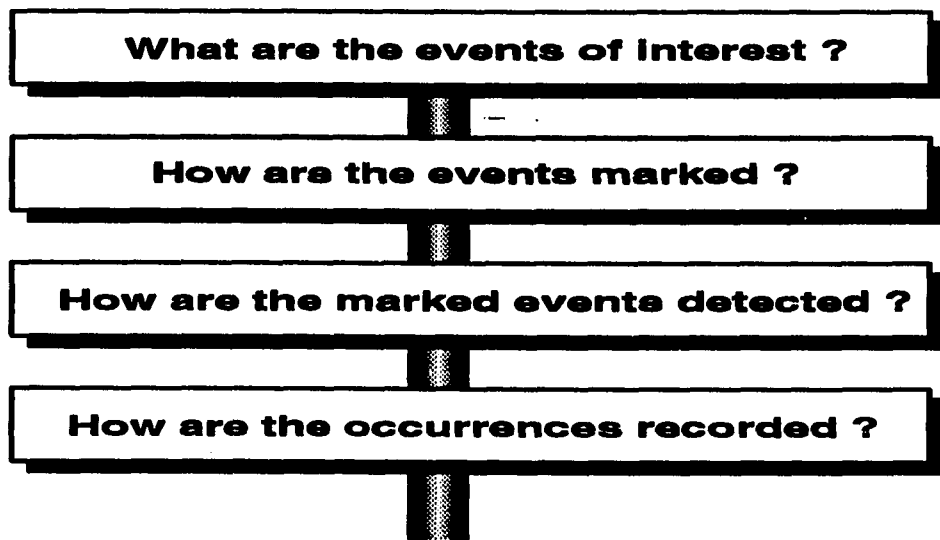 What are the events of interest ?
How are the events marked ?
How are the marked events detected ?
How are the occurrences recorded ?